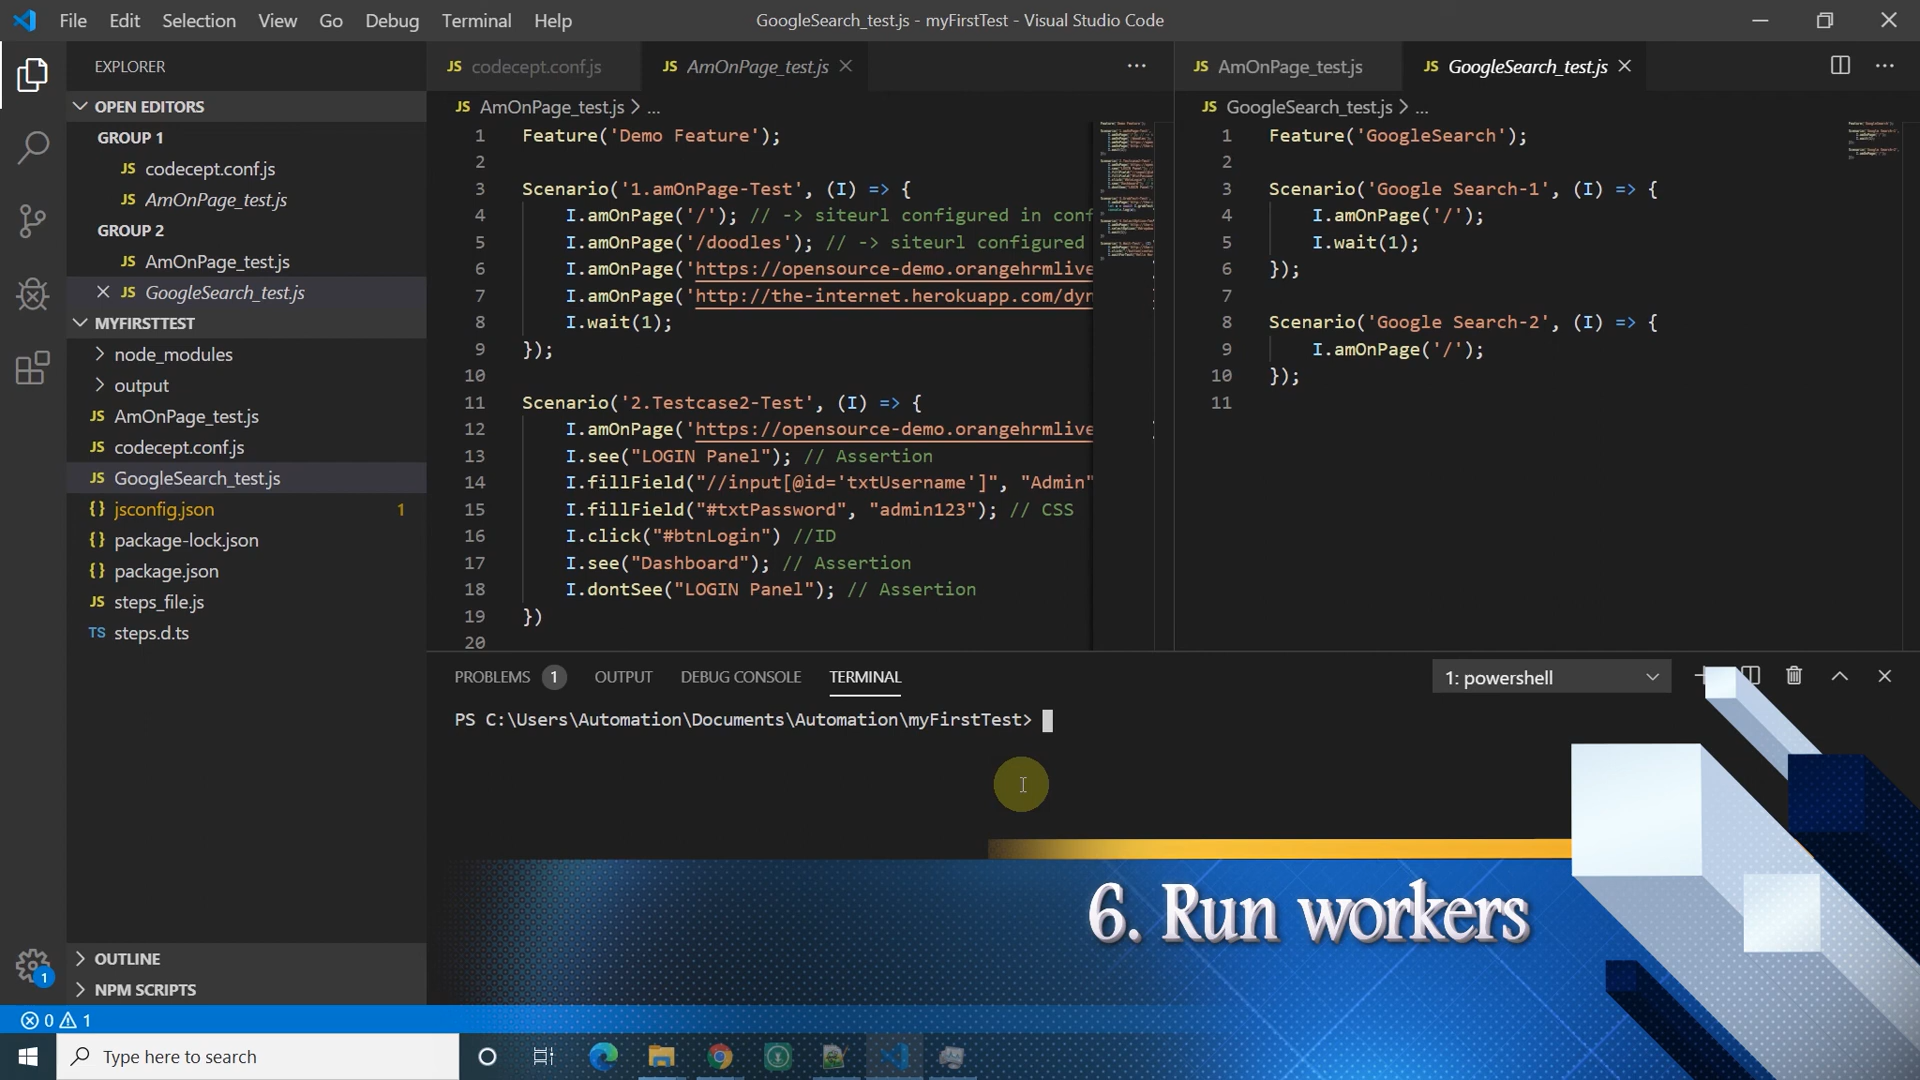 File Edit Selection View Go Debug Terminal Help
GoogleSearch_test.js - myFirstTest - Visual Studio Code
EXPLORER
OPEN EDITORS
GROUP 1
JS codecept.conf.js
JS AmOnPage_test.js
GROUP 2
JS AmOnPage_test.js
JS GoogleSearch_test.js
MYFIRSTTEST
node_modules
output
JS AmOnPage_test.js
JS codecept.conf.js
JS GoogleSearch_test.js
{} jsconfig.json 1
{} package-lock.json
{} package.json
JS steps_file.js
TS steps.d.ts
OUTLINE
NPM SCRIPTS
1
JS codecept.conf.js JS AmOnPage_test.js
JS AmOnPage_test.js > ...
1 Feature('Demo Feature');
2
3 Scenario('1.amOnPage-Test', (I) => {
4 I.amOnPage('/'); // -> siteurl configured in conf
5 I.amOnPage('/doodles'); // -> siteurl configured
6 I.amOnPage('https://opensource-demo.orangehrmlive
7 I.amOnPage('http://the-internet.herokuapp.com/dyn
8 I.wait(1);
9 });
10
11 Scenario('2.Testcase2-Test', (I) => {
12 I.amOnPage('https://opensource-demo.orangehrmlive
13 I.see("LOGIN Panel"); // Assertion
14 I.fillField("//input[@id='txtUsername']", "Admin"
15 I.fillField("#txtPassword", "admin123"); // CSS
16 I.click("#btnLogin") //ID
17 I.see("Dashboard"); // Assertion
18 I.dontSee("LOGIN Panel"); // Assertion
19 })
20
JS AmOnPage_test.js JS GoogleSearch_test.js
JS GoogleSearch_test.js > ...
1 Feature('GoogleSearch');
2
3 Scenario('Google Search-1', (I) => {
4 I.amOnPage('/');
5 I.wait(1);
6 });
7
8 Scenario('Google Search-2', (I) => {
9 I.amOnPage('/');
10 });
11
PROBLEMS 1 OUTPUT DEBUG CONSOLE TERMINAL
1: powershell
PS C:\Users\Automation\Documents\Automation\myFirstTest>
6. Run workers
0 1
Type here to search